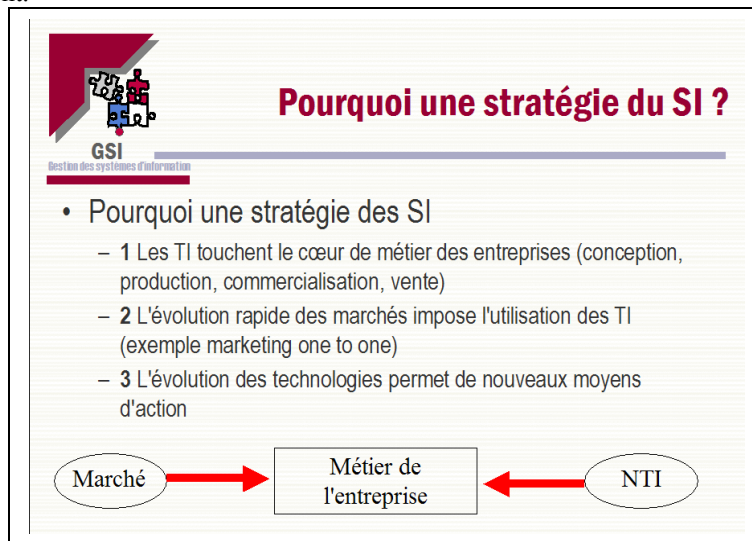 nt.
Pourquoi une stratégie du SI ?
GSI
Gestion des systèmes d'information
• Pourquoi une stratégie des SI
– 1 Les TI touchent le cœur de métier des entreprises (conception,
production, commercialisation, vente)
– 2 L'évolution rapide des marchés impose l'utilisation des TI
(exemple marketing one to one)
– 3 L'évolution des technologies permet de nouveaux moyens
d'action
Marché
Métier de
l'entreprise
NTI